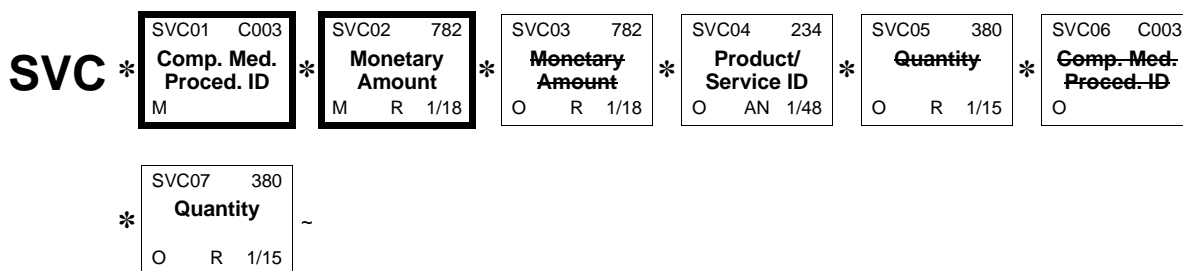 SVC01 C003 SVC02 782 SVC03 782 SVC04 234 SVC05 380 SVC06 C003
SVC * Comp. Med. Proced. ID * Monetary Amount * Monetary Amount * Product/ Service ID * Quantity * Comp. Med. Proced. ID
M M R 1/18 O R 1/18 O AN 1/48 O R 1/15 O
SVC07 380
* Quantity ~
O R 1/15